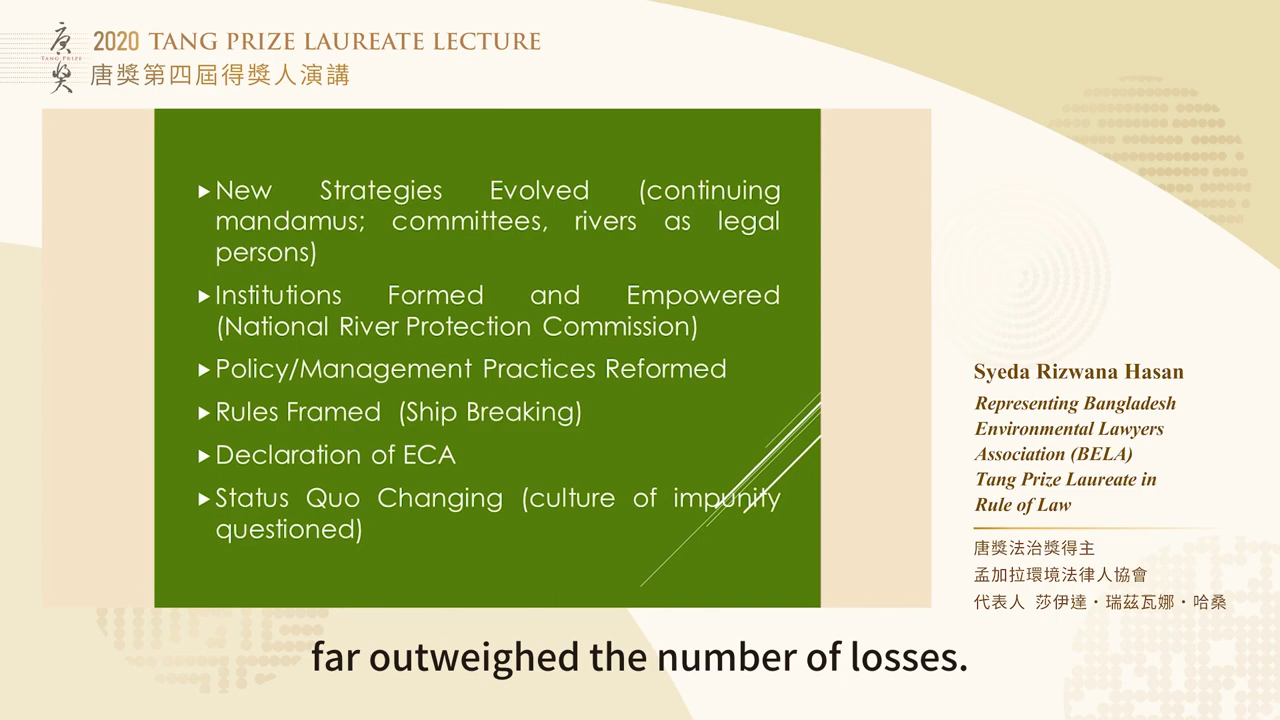 唐獎
TANG PRIZE
2020 TANG PRIZE LAUREATE LECTURE
唐獎第四屆得獎人演講
New Strategies Evolved (continuing
mandamus; committees, rivers as legal
persons)
Institutions Formed and Empowered
(National River Protection Commission)
Policy/Management Practices Reformed
Rules Framed (Ship Breaking)
Declaration of ECA
Status Quo Changing (culture of impunity
questioned)
Syeda Rizwana Hasan
Representing Bangladesh
Environmental Lawyers
Association (BELA)
Tang Prize Laureate in
Rule of Law
唐獎法治獎得主
孟加拉環境法律人協會
代表人 莎伊達・瑞茲瓦娜・哈桑
far outweighed the number of losses.